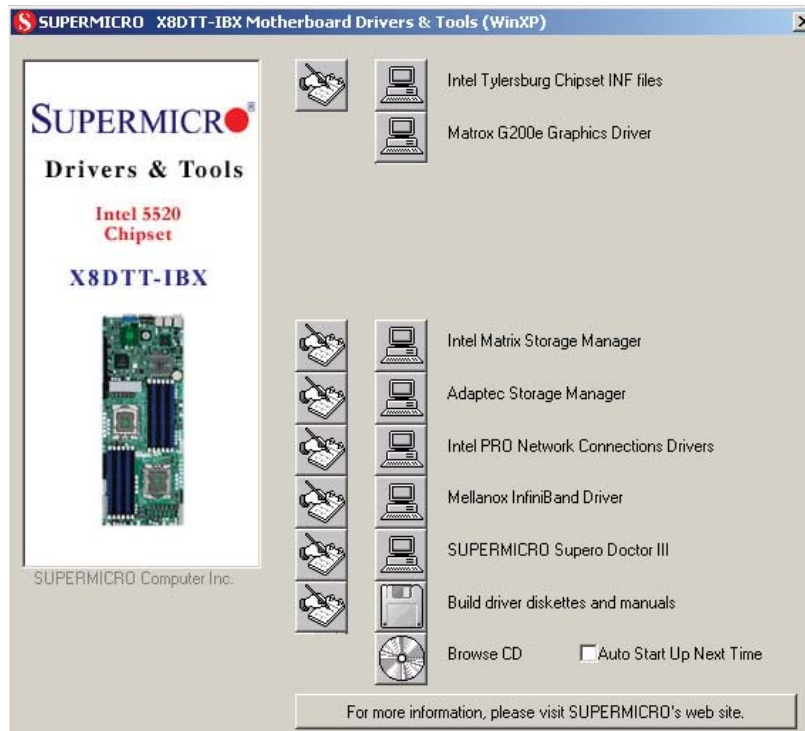 SUPERMICRO X8DTT-IBX Motherboard Drivers & Tools (WinXP)
SUPERMICRO®
Drivers & Tools
Intel 5520
Chipset
X8DTT-IBX
SUPERMICRO Computer Inc.
Intel Tylersburg Chipset INF files
Matrox G200e Graphics Driver
Intel Matrix Storage Manager
Adaptec Storage Manager
Intel PRO Network Connections Drivers
Mellanox InfiniBand Driver
SUPERMICRO Supero Doctor III
Build driver diskettes and manuals
Browse CD Auto Start Up Next Time
For more information, please visit SUPERMICRO's web site.